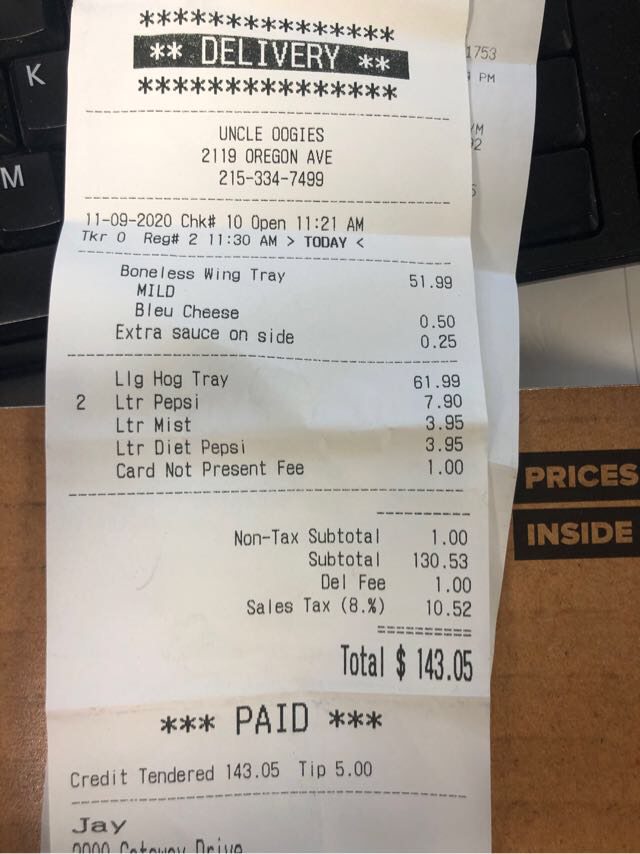 K
M
***************
** DELIVERY **
***************
UNCLE OOGIES
2119 OREGON AVE
215-334-7499
11-09-2020 Chk# 10 Open 11:21 AM
Tkr 0 Reg# 2 11:30 AM > TODAY <
Boneless Wing Tray 51.99
MILD
Bleu Cheese 0.50
Extra sauce on side 0.25
Llg Hog Tray 61.99
2 Ltr Pepsi 7.90
Ltr Mist 3.95
Ltr Diet Pepsi 3.95
Card Not Present Fee 1.00
Non-Tax Subtotal 1.00
Subtotal 130.53
Del Fee 1.00
Sales Tax (8.%) 10.52
Total $ 143.05
*** PAID ***
Credit Tendered 143.05 Tip 5.00
Jay
1753
PM
PRICES
INSIDE